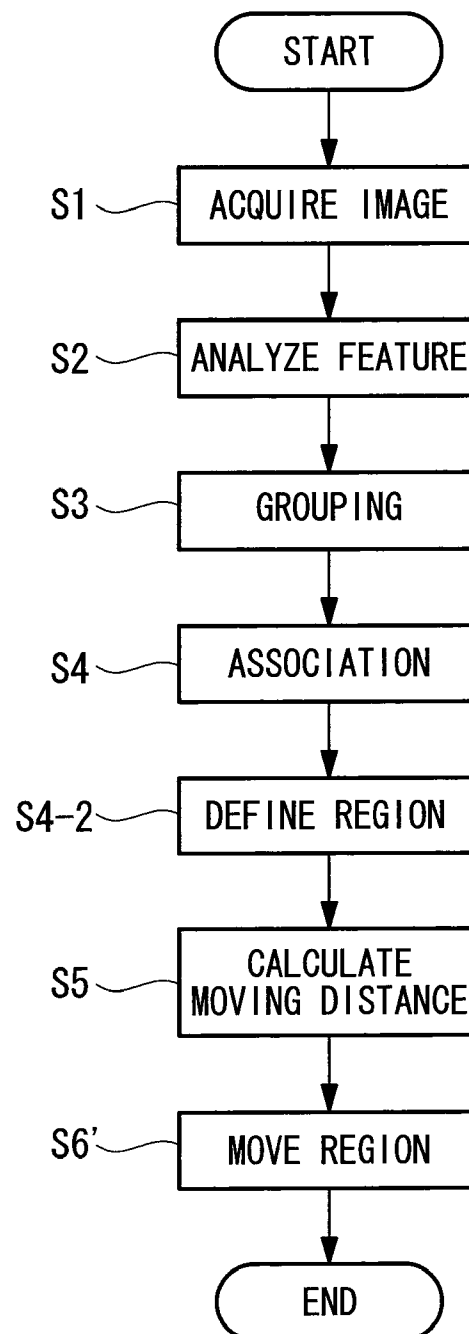 START
S1 ACQUIRE IMAGE
S2 ANALYZE FEATURE
S3 GROUPING
S4 ASSOCIATION
S4-2 DEFINE REGION
CALCULATE
S5 MOVING DISTANCE
S6' MOVE REGION
END